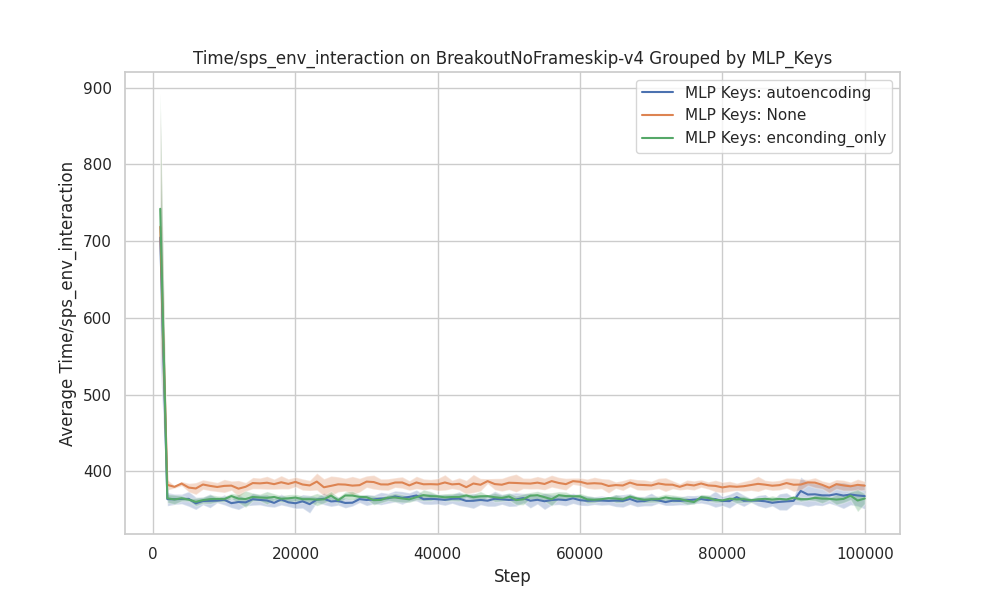 Time/sps_env_interaction on BreakoutNoFrameskip-v4 Grouped by MLP_Keys
MLP Keys: autoencoding
MLP Keys: None
MLP Keys: enconding_only
Average Time/sps_env_interaction
900
800
700
600
500
400
0
20000
40000
60000
80000
100000
Step